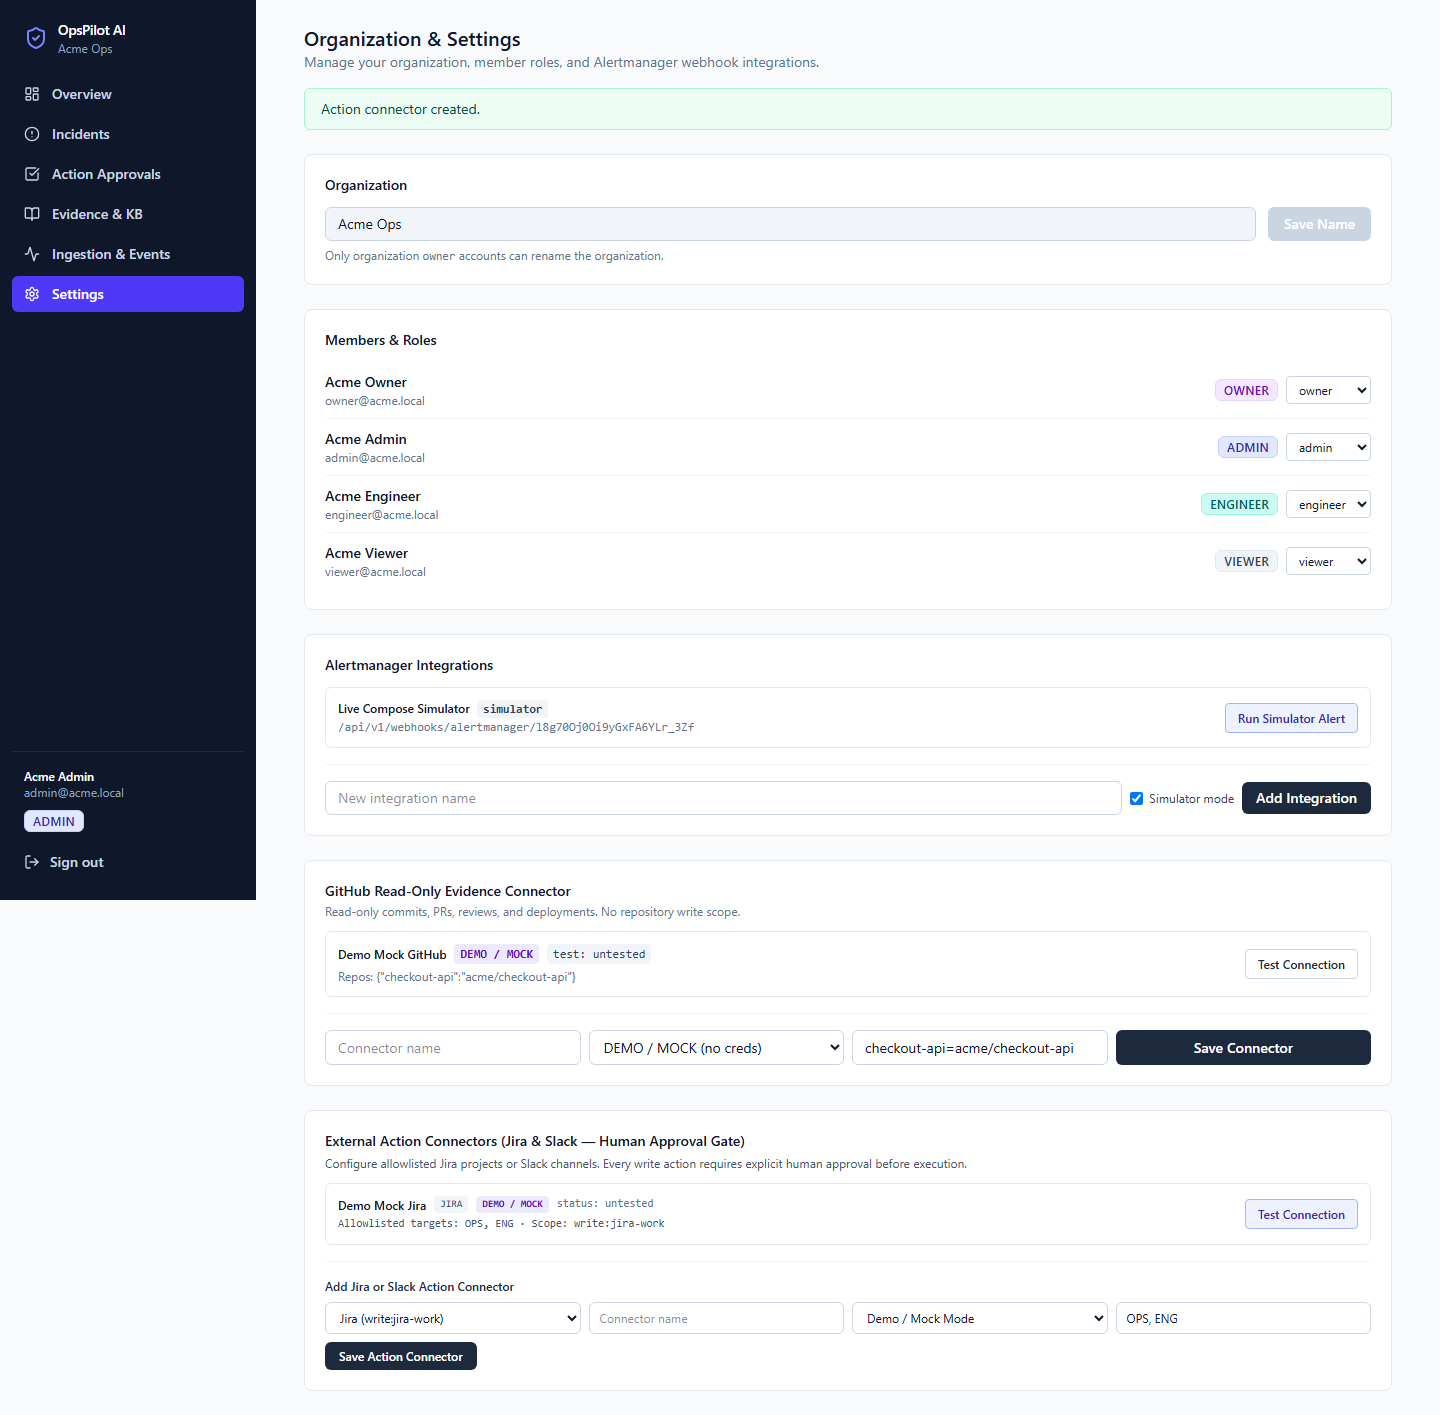 OpsPilot AI
Acme Ops
Overview
Incidents
Action Approvals
Evidence & KB
Ingestion & Events
Settings
Acme Admin
admin@acme.local
ADMIN
Sign out
Organization & Settings
Manage your organization, member roles, and Alertmanager webhook integrations.
Action connector created.
Organization
Acme Ops
Save Name
Only organization owner accounts can rename the organization.
Members & Roles
Acme Owner
owner@acme.local
OWNER
owner
Acme Admin
admin@acme.local
ADMIN
admin
Acme Engineer
engineer@acme.local
ENGINEER
engineer
Acme Viewer
viewer@acme.local
VIEWER
viewer
Alertmanager Integrations
Live Compose Simulator simulator
/api/v1/webhooks/alertmanager/l8g70Oj0Oi9yGxFA6YLr_3Zf
Run Simulator Alert
New integration name
Simulator mode
Add Integration
GitHub Read-Only Evidence Connector
Read-only commits, PRs, reviews, and deployments. No repository write scope.
Demo Mock GitHub DEMO / MOCK test: untested
Repos: {"checkout-api":"acme/checkout-api"}
Test Connection
Connector name
DEMO / MOCK (no creds)
checkout-api=acme/checkout-api
Save Connector
External Action Connectors (Jira & Slack — Human Approval Gate)
Configure allowlisted Jira projects or Slack channels. Every write action requires explicit human approval before execution.
Demo Mock Jira JIRA DEMO / MOCK status: untested
Allowlisted targets: OPS, ENG · Scope: write:jira-work
Test Connection
Add Jira or Slack Action Connector
Jira (write:jira-work)
Connector name
Demo / Mock Mode
OPS, ENG
Save Action Connector